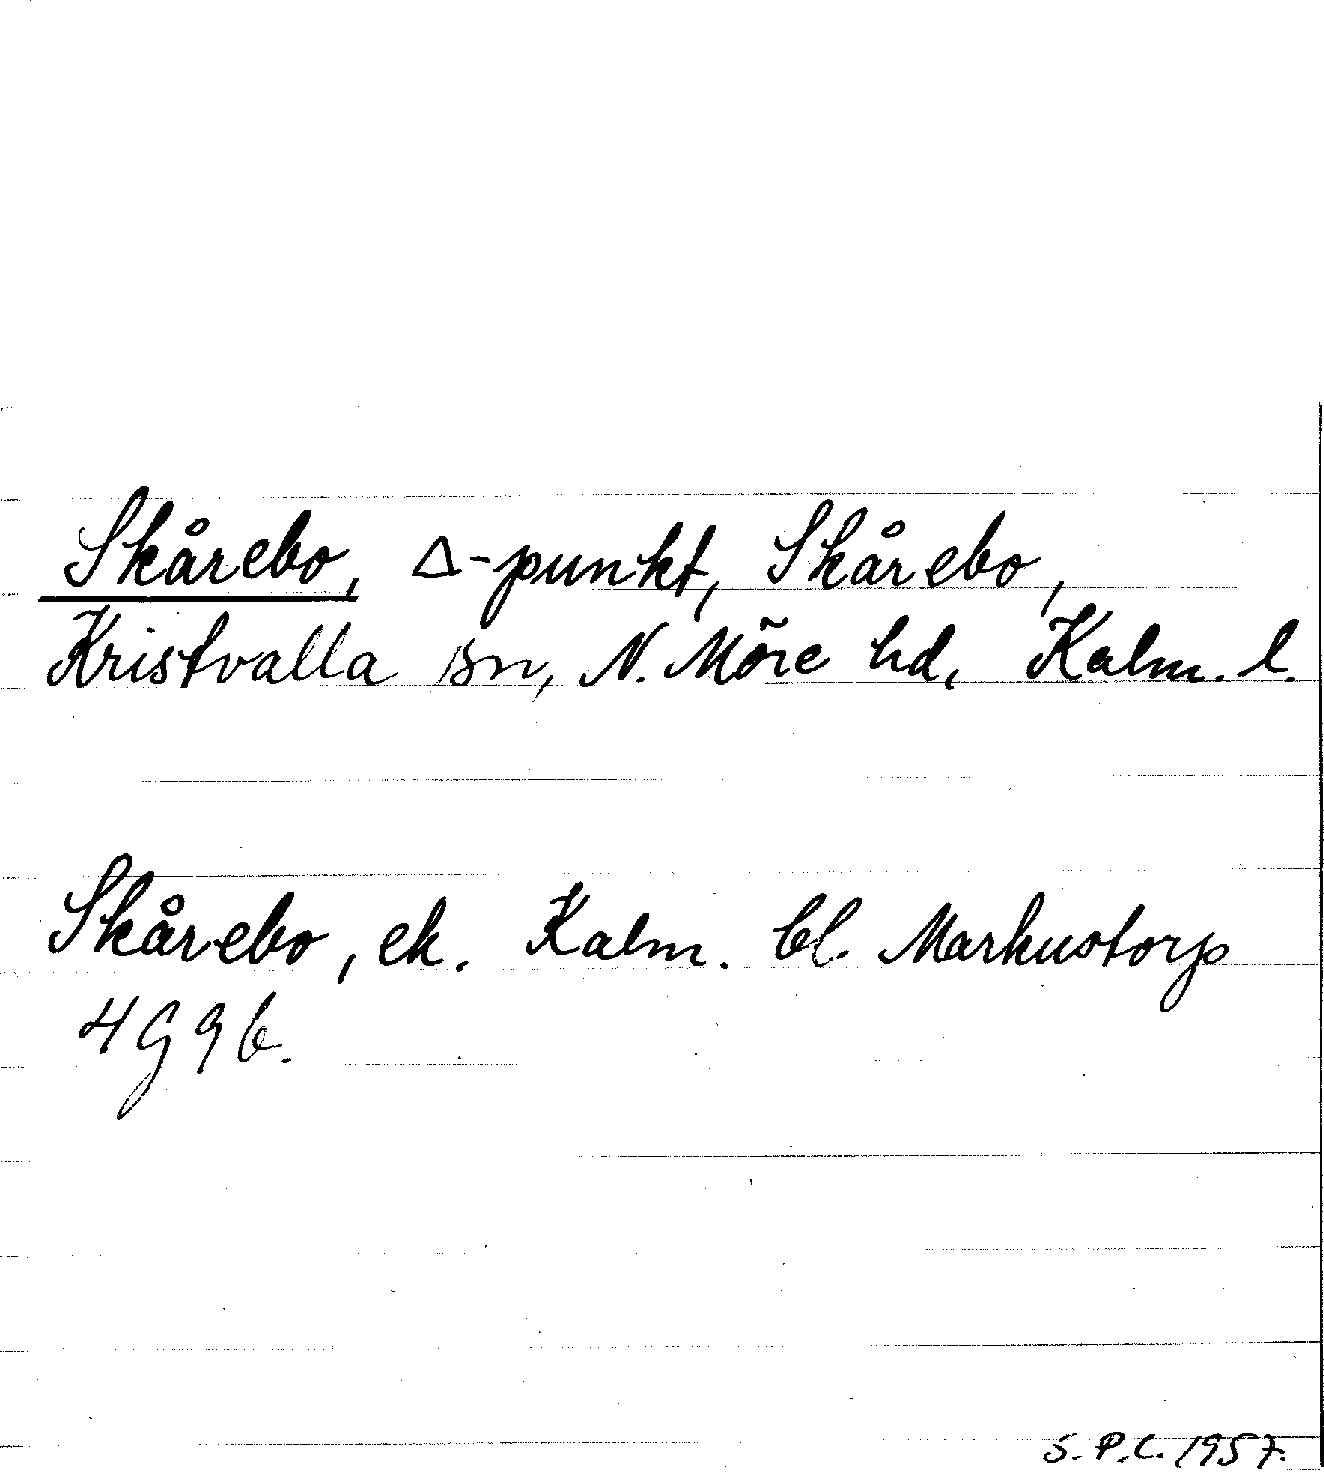 Skårebo, Δ-punkt, Skårebo,
Kristvalla sn, N. Möre hd, Kalm. l.
Skårebo, ek. Kalm. bl. Markustorp
4G9b.
S.P.C. 1957.